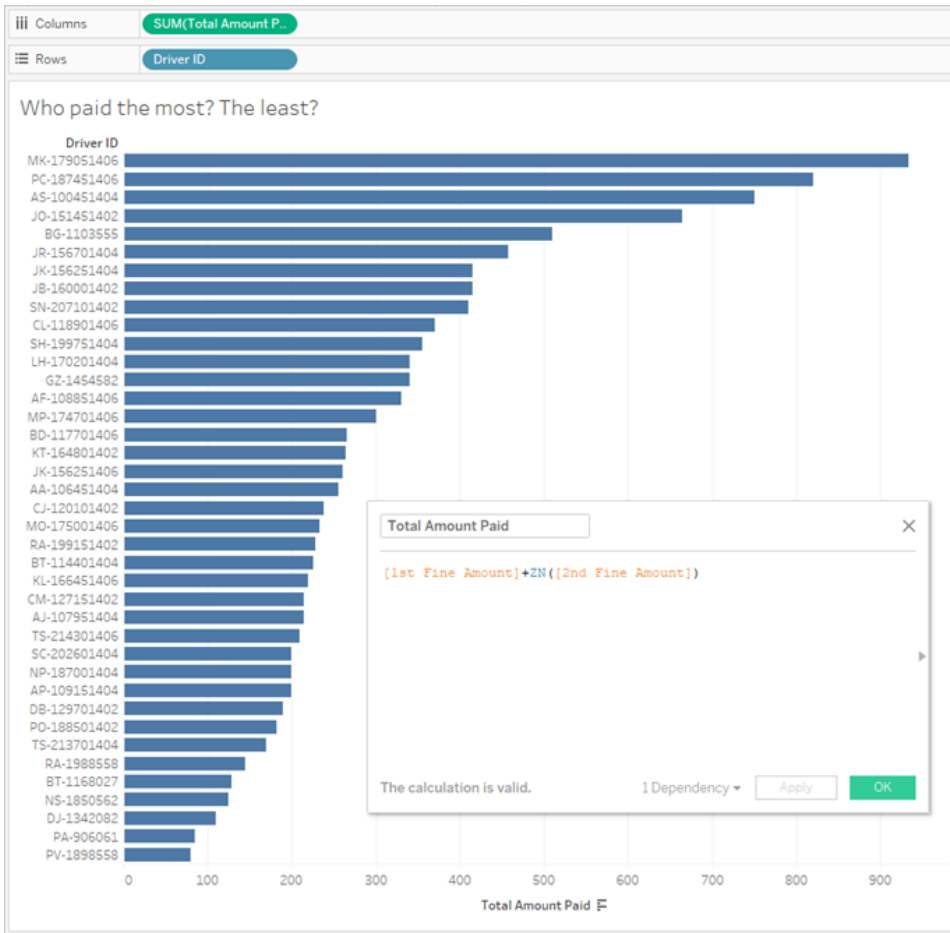 Columns SUM(Total Amount P..
Rows Driver ID
Who paid the most? The least?
Driver ID
MK-179051406
PC-187451406
AS-100451404
JO-151451402
BG-1103555
JR-156701404
JK-156251404
JB-160001402
SN-207101402
CL-118901406
SH-199751404
LH-170201404
GZ-1454582
AF-108851406
MP-174701406
BD-117701406
KT-164801402
JK-156251406
AA-106451404
CJ-120101402
MO-175001406
RA-199151402
BT-114401404
KL-166451406
CM-127151402
AJ-107951404
TS-214301406
SC-202601404
NP-187001404
AP-109151404
DB-129701402
PO-188501402
TS-213701404
RA-1988558
BT-1168027
NS-1850562
DJ-1342082
PA-906061
PV-1898558
Total Amount Paid
[1st Fine Amount]+ZN([2nd Fine Amount])
The calculation is valid. 1 Dependency Apply OK
0 100 200 300 400 500 600 700 800 900
Total Amount Paid